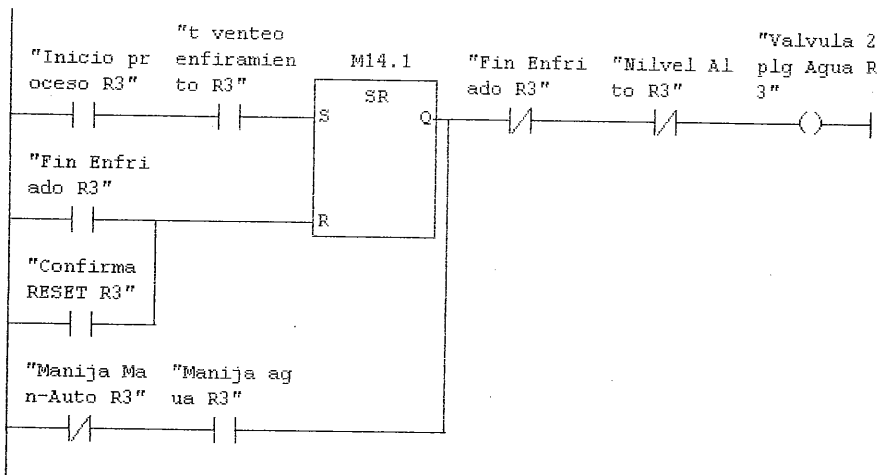 "Inicio pr
oceso R3"
"t venteo
enfiramien
to R3"
M14.1
SR
S
Q
R
"Fin Enfri
ado R3"
"Nilvel Al
to R3"
"Valvula 2
plg Agua R
3"
"Fin Enfri
ado R3"
"Confirma
RESET R3"
"Manija Ma
n-Auto R3"
"Manija ag
ua R3"